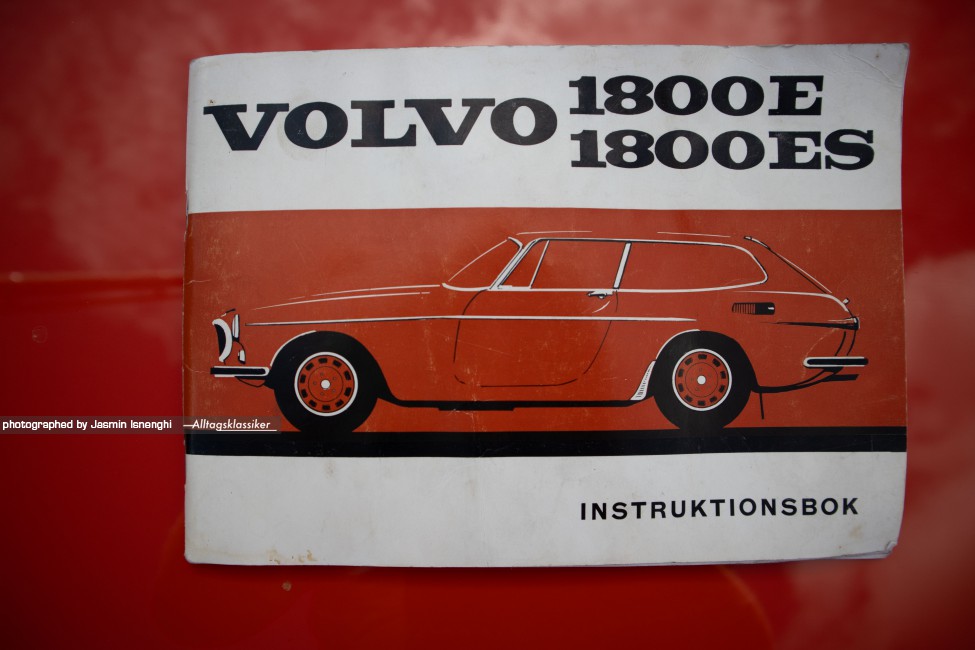 VOLVO 1800E
1800ES
INSTRUKTIONSBOK
photographed by Jasmin Isnenghi —Alltagsklassiker